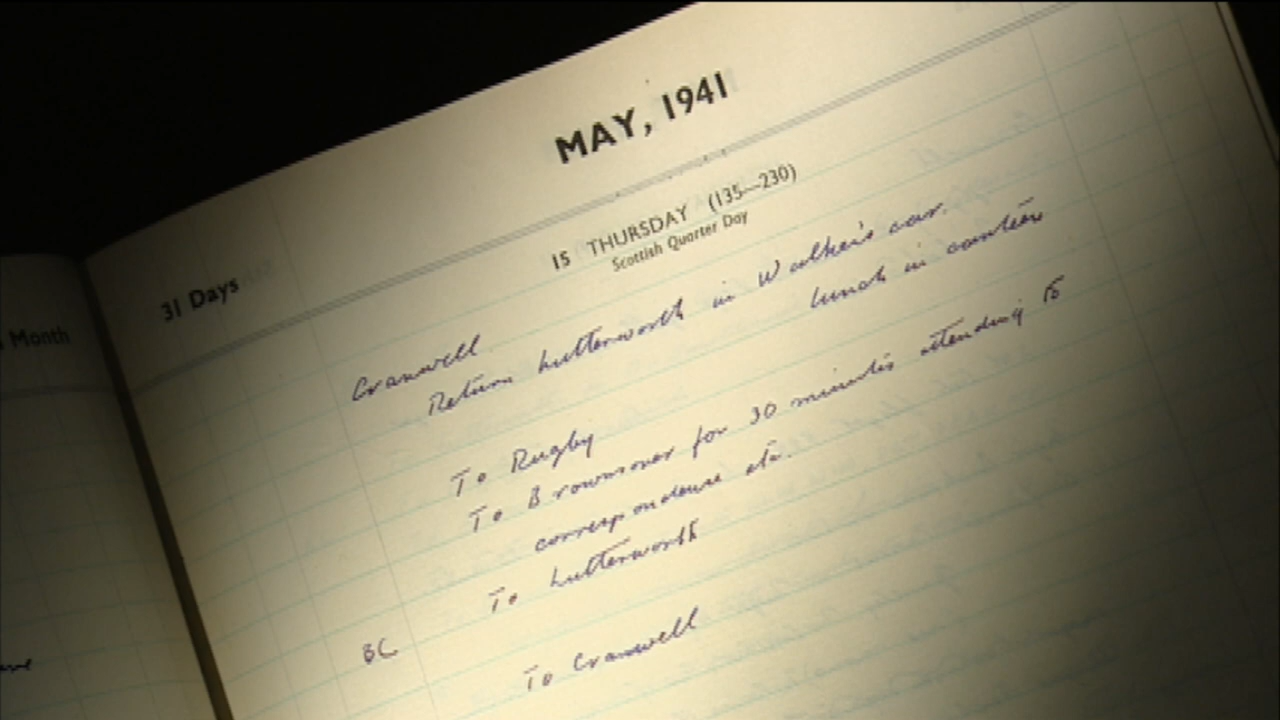 MAY, 1941
31 Days
Month
15 THURSDAY (135—230)
Scottish Quarter Day
Cranwell
Return Lutterworth in Walker's car.
lunch in canteen
To Rugby
To Brownsover for 30 minutes attending to
correspondence etc.
To Lutterworth
BC
To Cranwell